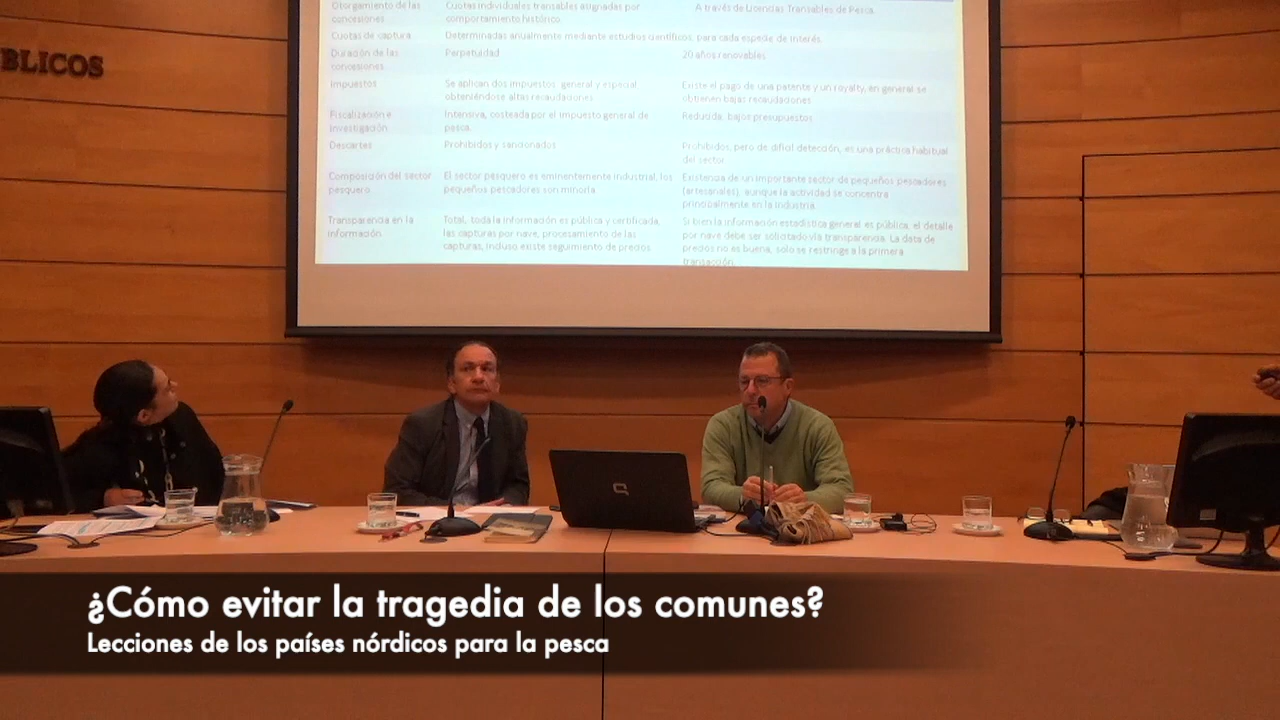 BLICOS
Otorgamiento de las
concesiones
Cuotas individuales transables asignadas por
comportamiento histórico.
A través de Licencias Transables de Pesca.
Cuotas de captura
Determinadas anualmente mediante estudios científicos, para cada especie de interés.
Duración de las
concesiones
Perpetuidad
20 años renovables
Impuestos
Se aplican dos impuestos: general y especial
obteniéndose altas recaudaciones
Existe el pago de una patente y un royalty, en general se
obtienen bajas recaudaciones
Fiscalización e
investigación
Intensiva, costeada por el impuesto general de
pesca.
Reducida, bajos presupuestos
Descartes
Prohibidos y sancionados
Prohibidos, pero de difícil detección, es una práctica habitual
del sector
Composición del sector
pesquero
El sector pesquero es eminentemente industrial, los
pequeños pescadores son minoría
Existencia de un importante sector de pequeños pescadores
(artesanales), aunque la actividad se concentra
principalmente en la industria.
Transparencia en la
información
Total, toda la información es pública y certificada,
las capturas por nave, procesamiento de las
capturas, incluso existe seguimiento de precios
Si bien la información estadística general es pública, el detalle
por nave debe ser solicitado vía transparencia. La data de
precios no es buena, solo se restringe a la primera
transacción.
¿Cómo evitar la tragedia de los comunes?
Lecciones de los países nórdicos para la pesca